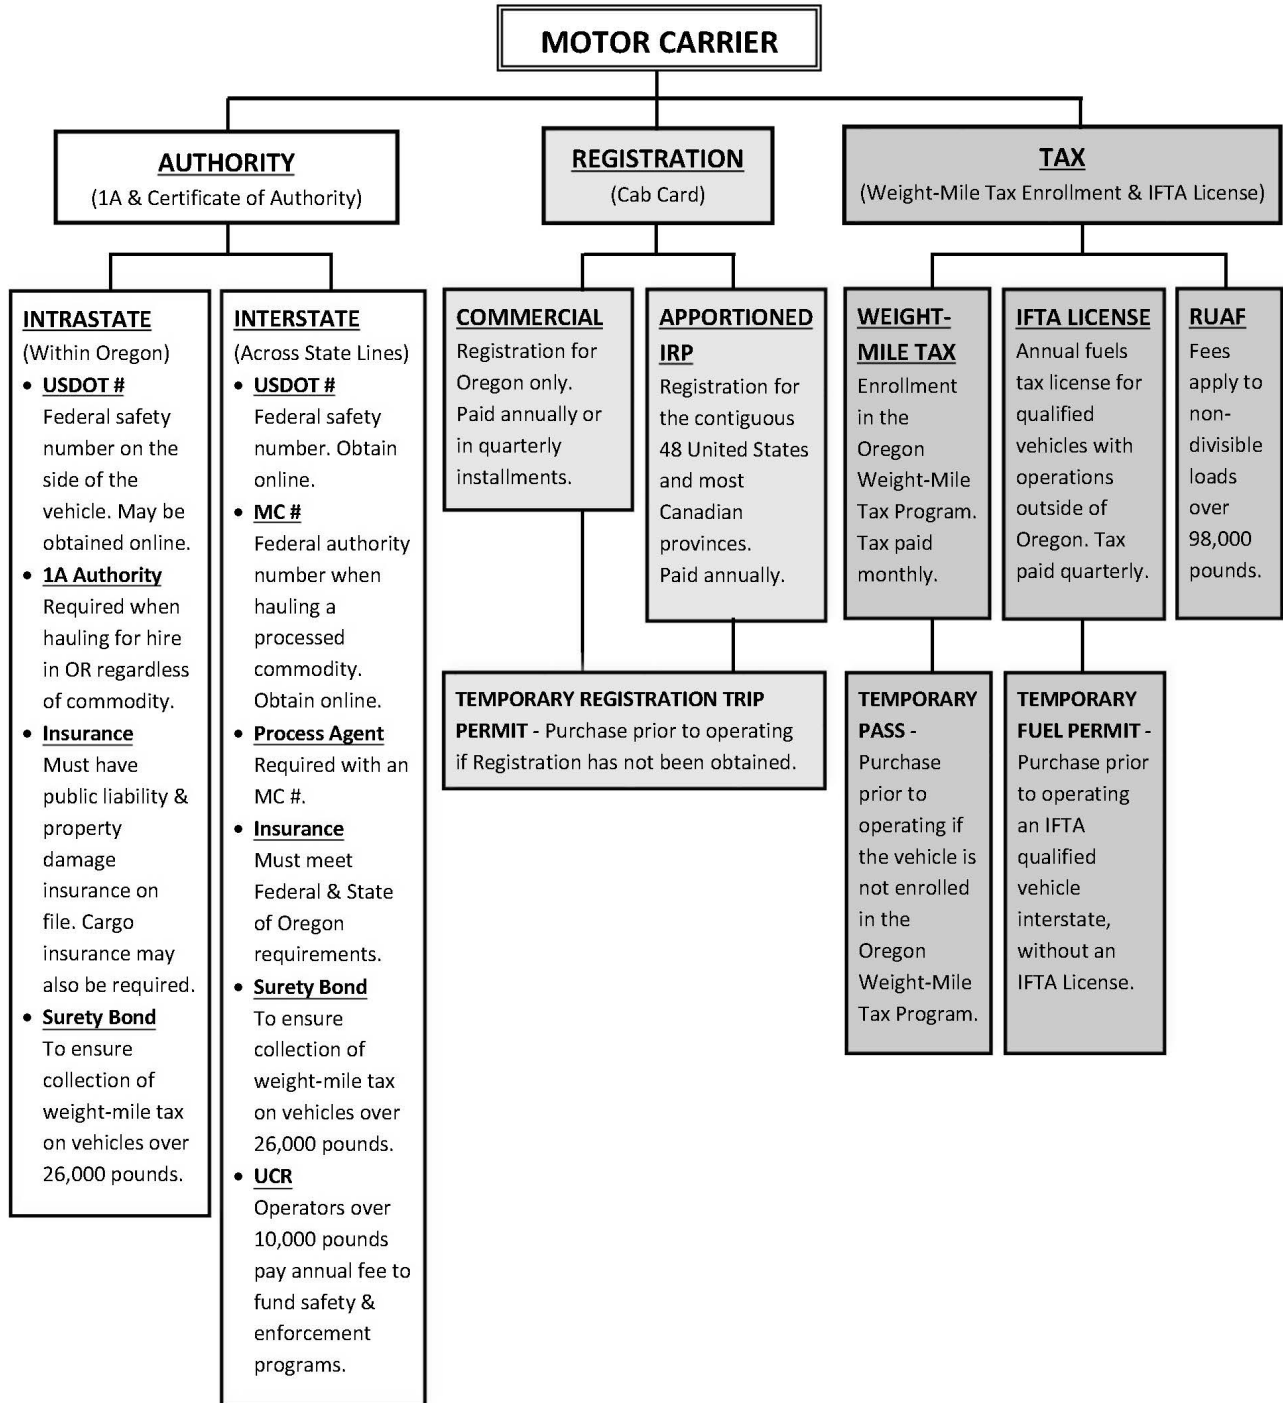 MOTOR CARRIER
AUTHORITY
(1A & Certificate of Authority)
REGISTRATION
(Cab Card)
TAX
(Weight-Mile Tax Enrollment & IFTA License)
INTRASTATE
(Within Oregon)
• USDOT #
Federal safety
number on the
side of the
vehicle. May be
obtained online.
• 1A Authority
Required when
hauling for hire
in OR regardless
of commodity.
• Insurance
Must have
public liability &
property
damage
insurance on
file. Cargo
insurance may
also be required.
• Surety Bond
To ensure
collection of
weight-mile tax
on vehicles over
26,000 pounds.
INTERSTATE
(Across State Lines)
• USDOT #
Federal safety
number. Obtain
online.
• MC #
Federal authority
number when
hauling a
processed
commodity.
Obtain online.
• Process Agent
Required with an
MC #.
• Insurance
Must meet
Federal & State
of Oregon
requirements.
• Surety Bond
To ensure
collection of
weight-mile tax
on vehicles over
26,000 pounds.
• UCR
Operators over
10,000 pounds
pay annual fee to
fund safety &
enforcement
programs.
COMMERCIAL
Registration for
Oregon only.
Paid annually or
in quarterly
installments.
APPORTIONED
IRP
Registration for
the contiguous
48 United States
and most
Canadian
provinces.
Paid annually.
TEMPORARY REGISTRATION TRIP
PERMIT - Purchase prior to operating
if Registration has not been obtained.
WEIGHT-
MILE TAX
Enrollment
in the
Oregon
Weight-Mile
Tax Program.
Tax paid
monthly.
IFTA LICENSE
Annual fuels
tax license for
qualified
vehicles with
operations
outside of
Oregon. Tax
paid quarterly.
RUAF
Fees
apply to
non-
divisible
loads
over
98,000
pounds.
TEMPORARY
PASS -
Purchase
prior to
operating if
the vehicle is
not enrolled
in the
Oregon
Weight-Mile
Tax Program.
TEMPORARY
FUEL PERMIT -
Purchase prior
to operating
an IFTA
qualified
vehicle
interstate,
without an
IFTA License.